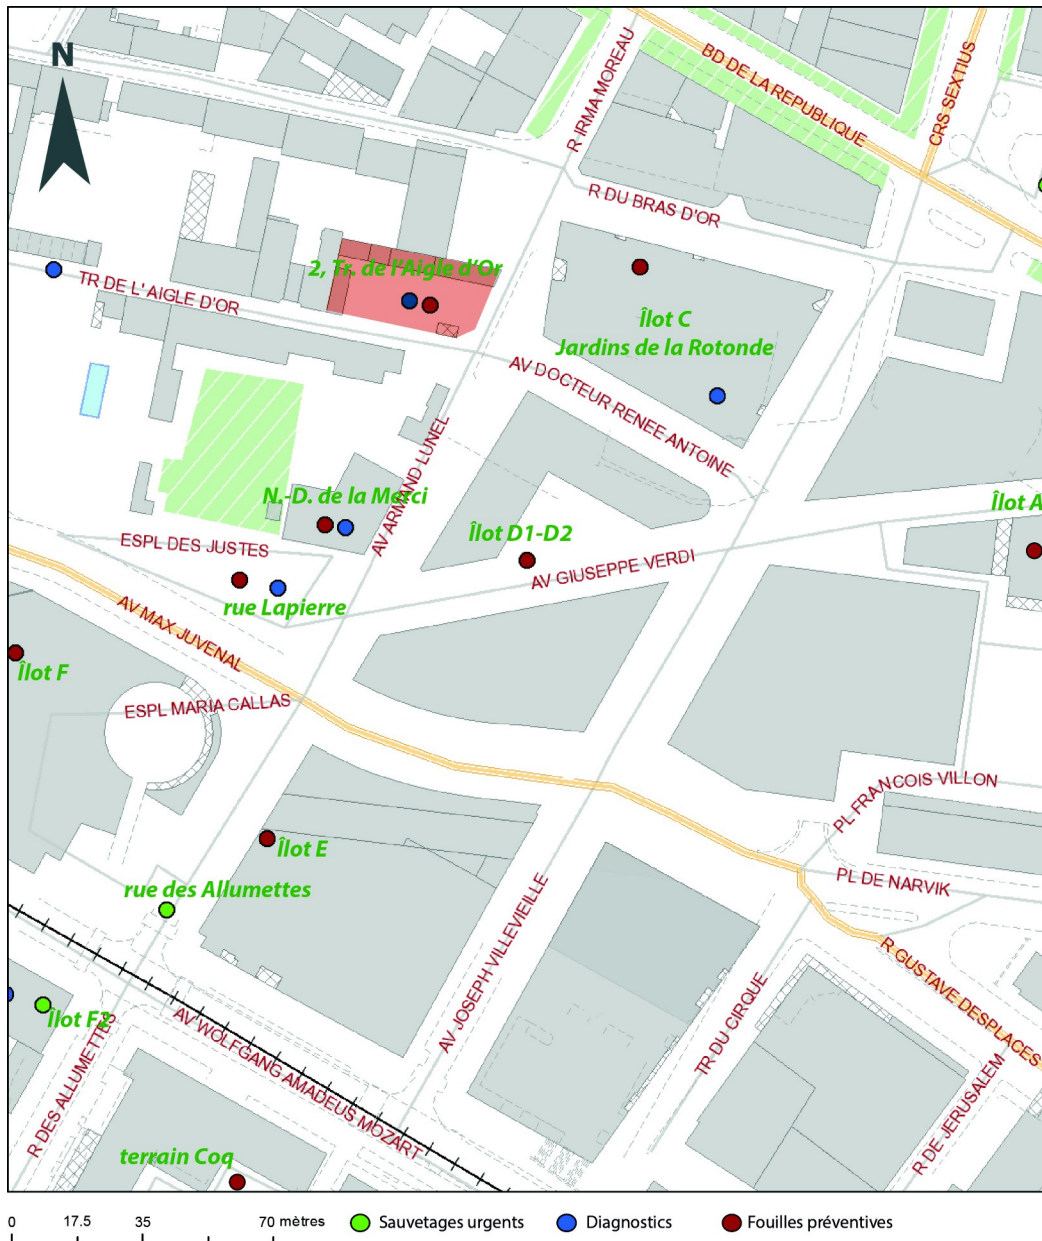 N
R IRMA MOREAU
BD DE LA REPUBLIQUE
CRS SEXTIUS
R DU BRAS D'OR
2, Tr. de l'Aigle d'Or
TR DE L' AIGLE D'OR
Îlot C
Jardins de la Rotonde
AV DOCTEUR RENEE ANTOINE
AV ARMAND LUNEL
N.-D. de la Merci
Îlot A
Îlot D1-D2
ESPL DES JUSTES
AV GIUSEPPE VERDI
rue Lapierre
AV MAX JUVENAL
Îlot F
ESPL MARIA CALLAS
PL FRANCOIS VILLON
Îlot E
rue des Allumettes
PL DE NARVIK
AV JOSEPH VILLEVIEILLE
R GUSTAVE DESPLACES
TR DU CIRQUE
Îlot F2
R DES ALLUMETTES
AV WOLFGANG AMADEUS MOZART
R DE JERUSALEM
terrain Coq
0 17.5 35 70 mètres
Sauvetages urgents Diagnostics Fouilles préventives